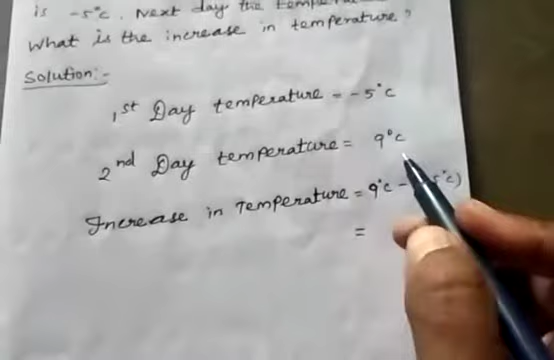 is -5°c. Next day the
What is the increase in temperature?
Solution:-
1st Day temperature = -5°c
2nd Day temperature = 9°c
Increase in Temperature = 9°c - 5°c)
=